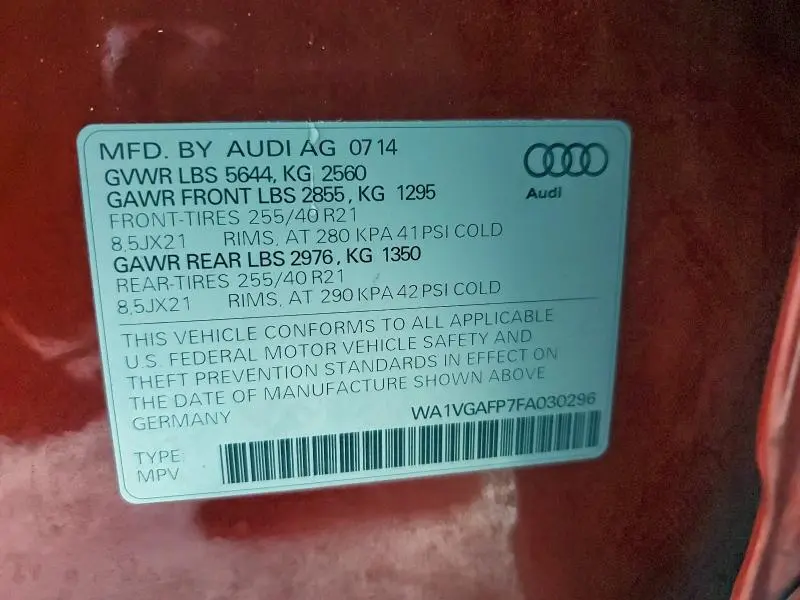 MFD. BY AUDI AG 0714
GVWR LBS 5644, KG 2560
GAWR FRONT LBS 2855, KG 1295
FRONT-TIRES 255/40 R21
8,5JX21 RIMS, AT 280 KPA 41 PSI COLD
GAWR REAR LBS 2976, KG 1350
REAR-TIRES 255/40 R21
8,5JX21 RIMS, AT 290 KPA 42 PSI COLD
Audi
THIS VEHICLE CONFORMS TO ALL APPLICABLE
U.S. FEDERAL MOTOR VEHICLE SAFETY AND
THEFT PREVENTION STANDARDS IN EFFECT ON
THE DATE OF MANUFACTURE SHOWN ABOVE
GERMANY WA1VGAFP7FA030296
TYPE:
MPV